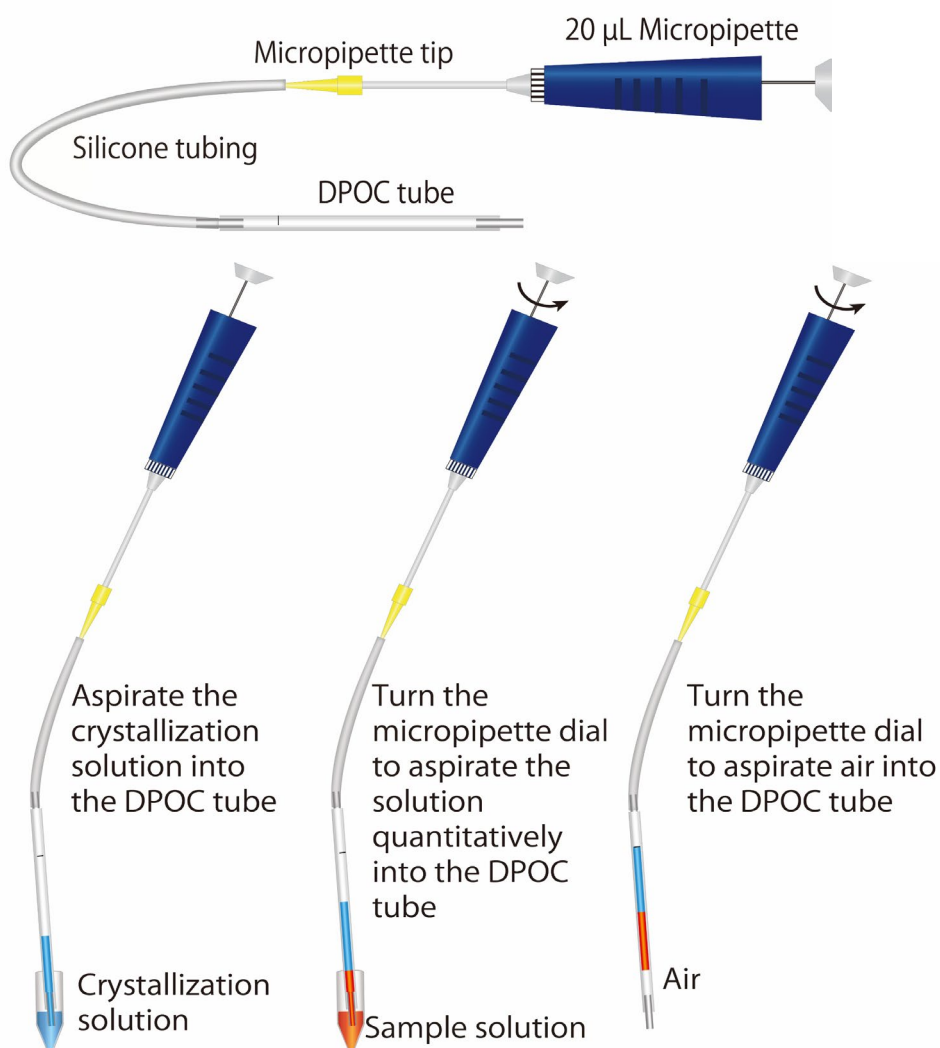 20 µL Micropipette
Micropipette tip
Silicone tubing
DPOC tube
Aspirate the
crystallization
solution into
the DPOC tube
Crystallization
solution
Turn the
micropipette dial
to aspirate the
solution
quantitatively
into the DPOC
tube
Sample solution
Turn the
micropipette dial
to aspirate air into
the DPOC tube
Air